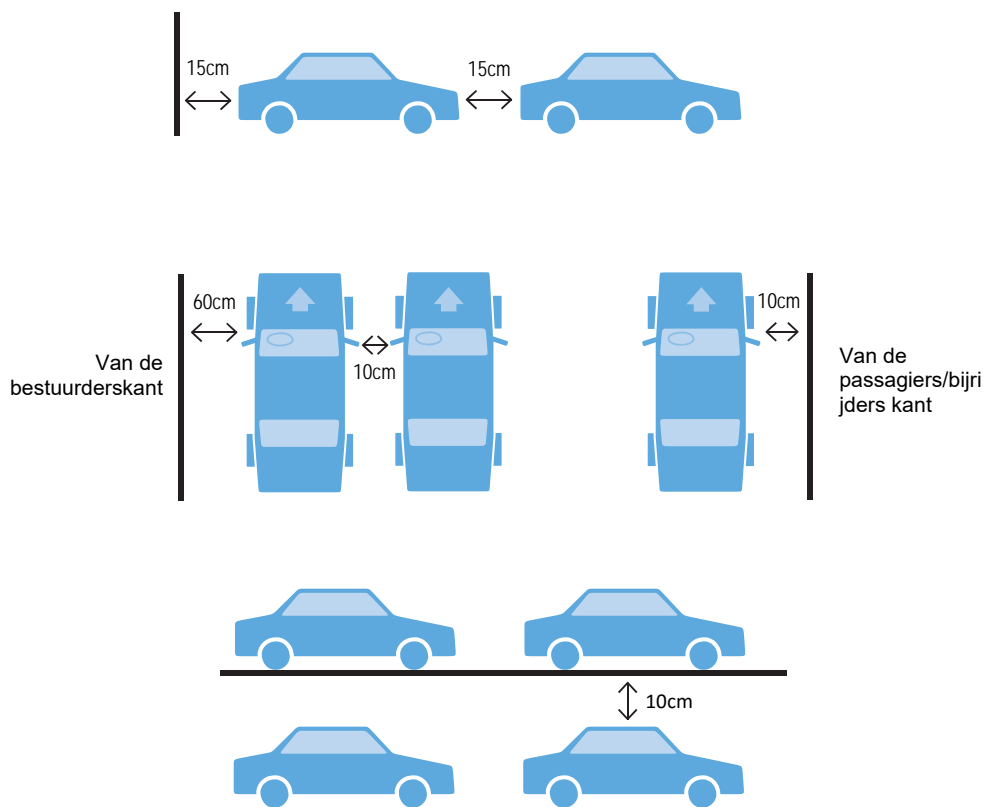 15cm
15cm
60cm
10cm
10cm
Van de
bestuurderskant
Van de
passagiers/bijri
jders kant
10cm